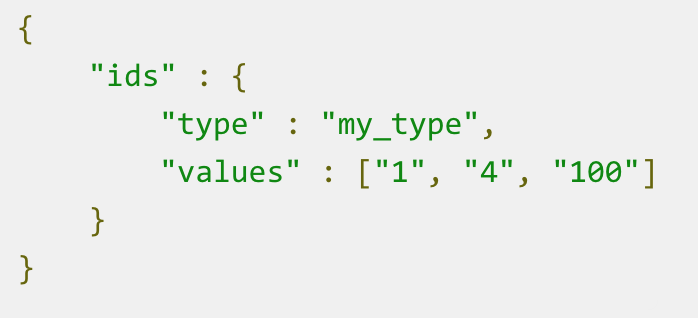 {
    "ids" : {
        "type" : "my_type",
        "values" : ["1", "4", "100"]
    }
}